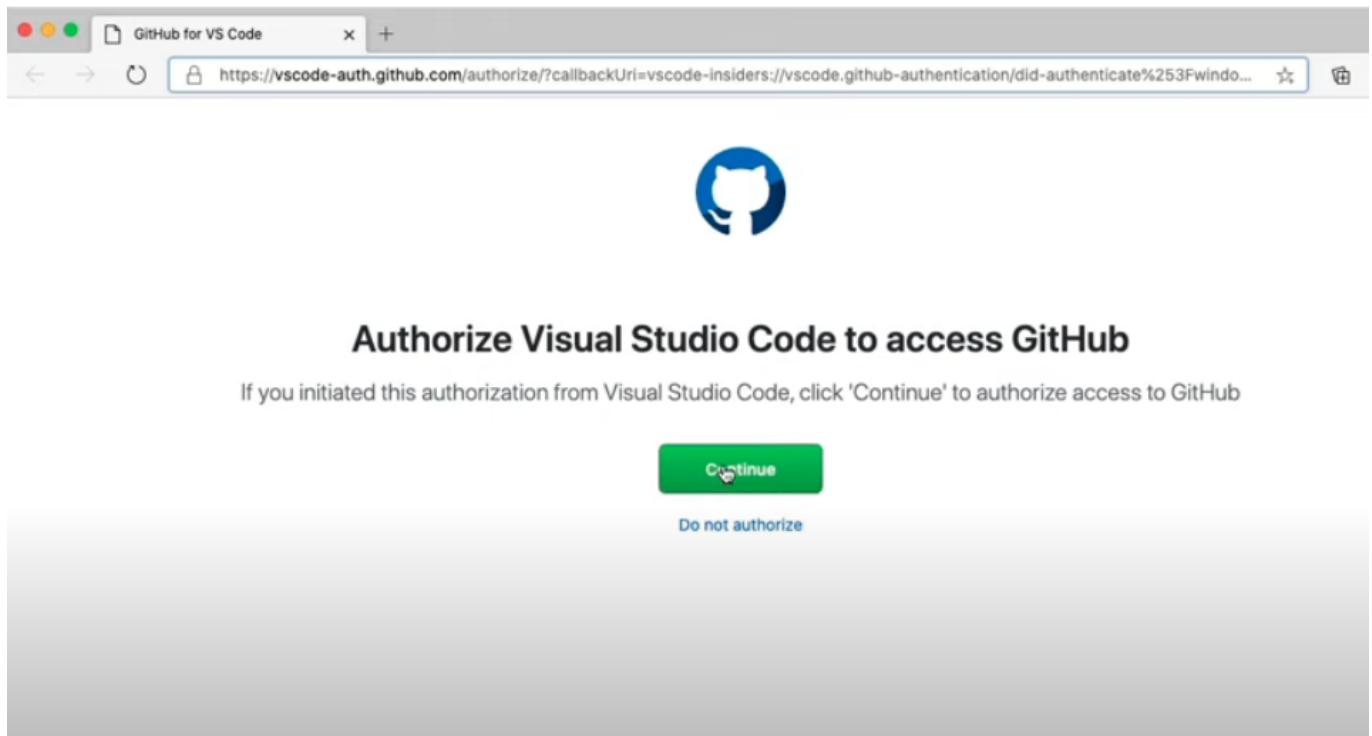 GitHub for VS Code
https://vscode-auth.github.com/authorize/?callbackUri=vscode-insiders://vscode.github-authentication/did-authenticate%253Fwindo...
Authorize Visual Studio Code to access GitHub
If you initiated this authorization from Visual Studio Code, click 'Continue' to authorize access to GitHub
Continue
Do not authorize